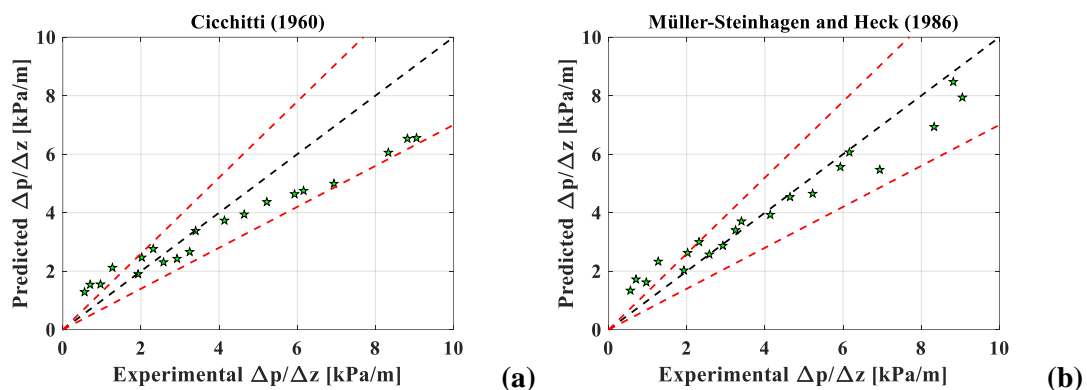 Cicchitti (1960)
10
8
6
4
2
0
Predicted Δp/Δz [kPa/m]
0 2 4 6 8 10
Experimental Δp/Δz [kPa/m]
(a)
Müller-Steinhagen and Heck (1986)
10
8
6
4
2
0
Predicted Δp/Δz [kPa/m]
0 2 4 6 8 10
Experimental Δp/Δz [kPa/m]
(b)